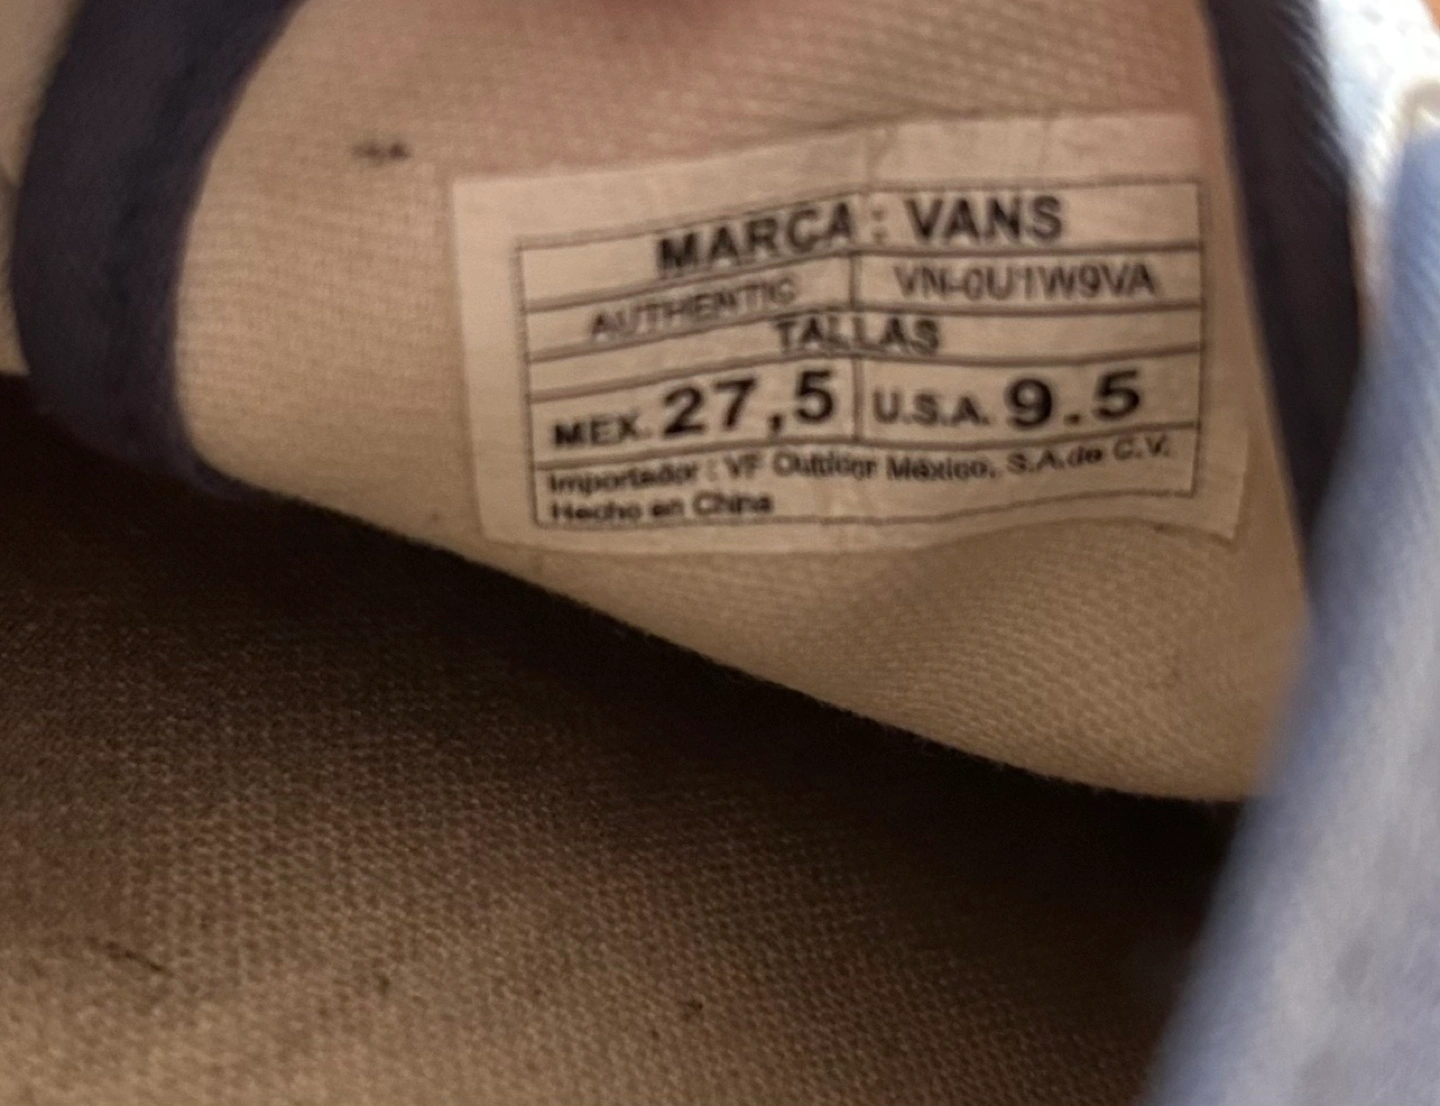 MARCA : VANS
AUTHENTIC VN-0U1W9VA
TALLAS
MEX. 27,5 U.S.A. 9.5
Importador : VF Outdoor México, S.A.de C.V.
Hecho en China